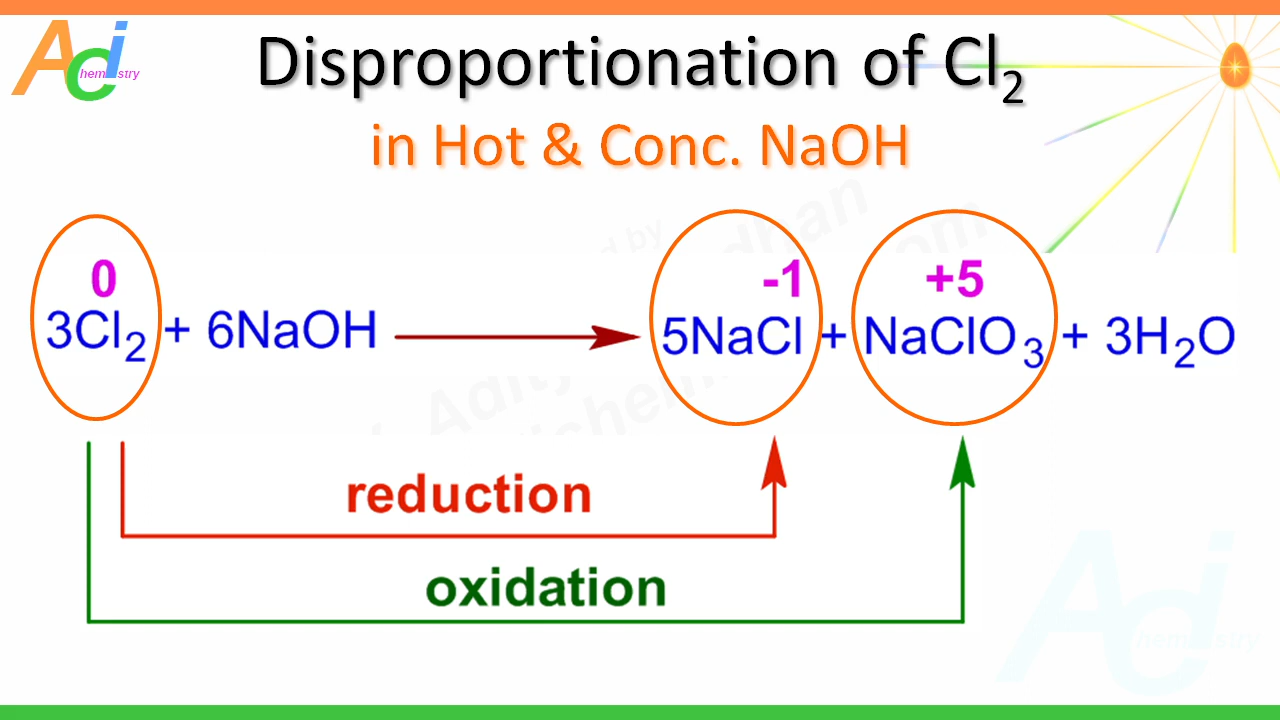 Adi
Chemistry
Disproportionation of Cl₂
in Hot & Conc. NaOH
0 -1 +5
3Cl₂ + 6NaOH ⟶ 5NaCl + NaClO₃ + 3H₂O
reduction
oxidation